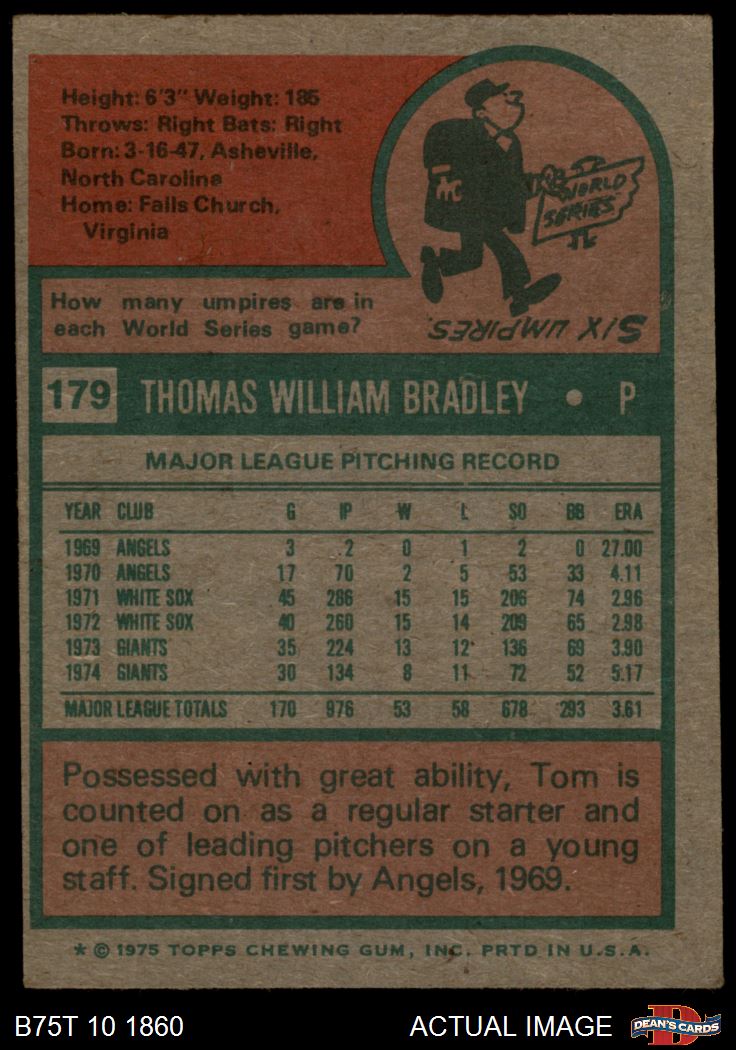 Height: 6'3" Weight: 185
Throws: Right Bats: Right
Born: 3-16-47, Asheville,
North Carolina
Home: Falls Church,
Virginia
MC
WORLD
SERIES
How many umpires are in
each World Series game?
SIX UMPIRES.
179 THOMAS WILLIAM BRADLEY • P
MAJOR LEAGUE PITCHING RECORD
YEAR CLUB G IP W L SO BB ERA
1969 ANGELS 3 2 0 1 2 0 27.00
1970 ANGELS 17 70 2 5 53 33 4.11
1971 WHITE SOX 45 286 15 15 206 74 2.96
1972 WHITE SOX 40 260 15 14 209 65 2.98
1973 GIANTS 35 224 13 12 136 69 3.90
1974 GIANTS 30 134 8 11 72 52 5.17
MAJOR LEAGUE TOTALS 170 976 53 58 678 293 3.61
Possessed with great ability, Tom is
counted on as a regular starter and
one of leading pitchers on a young
staff. Signed first by Angels, 1969.
* © 1975 TOPPS CHEWING GUM, INC. PRTD IN U.S.A.
B75T 10 1860 ACTUAL IMAGE
DEAN'S CARDS